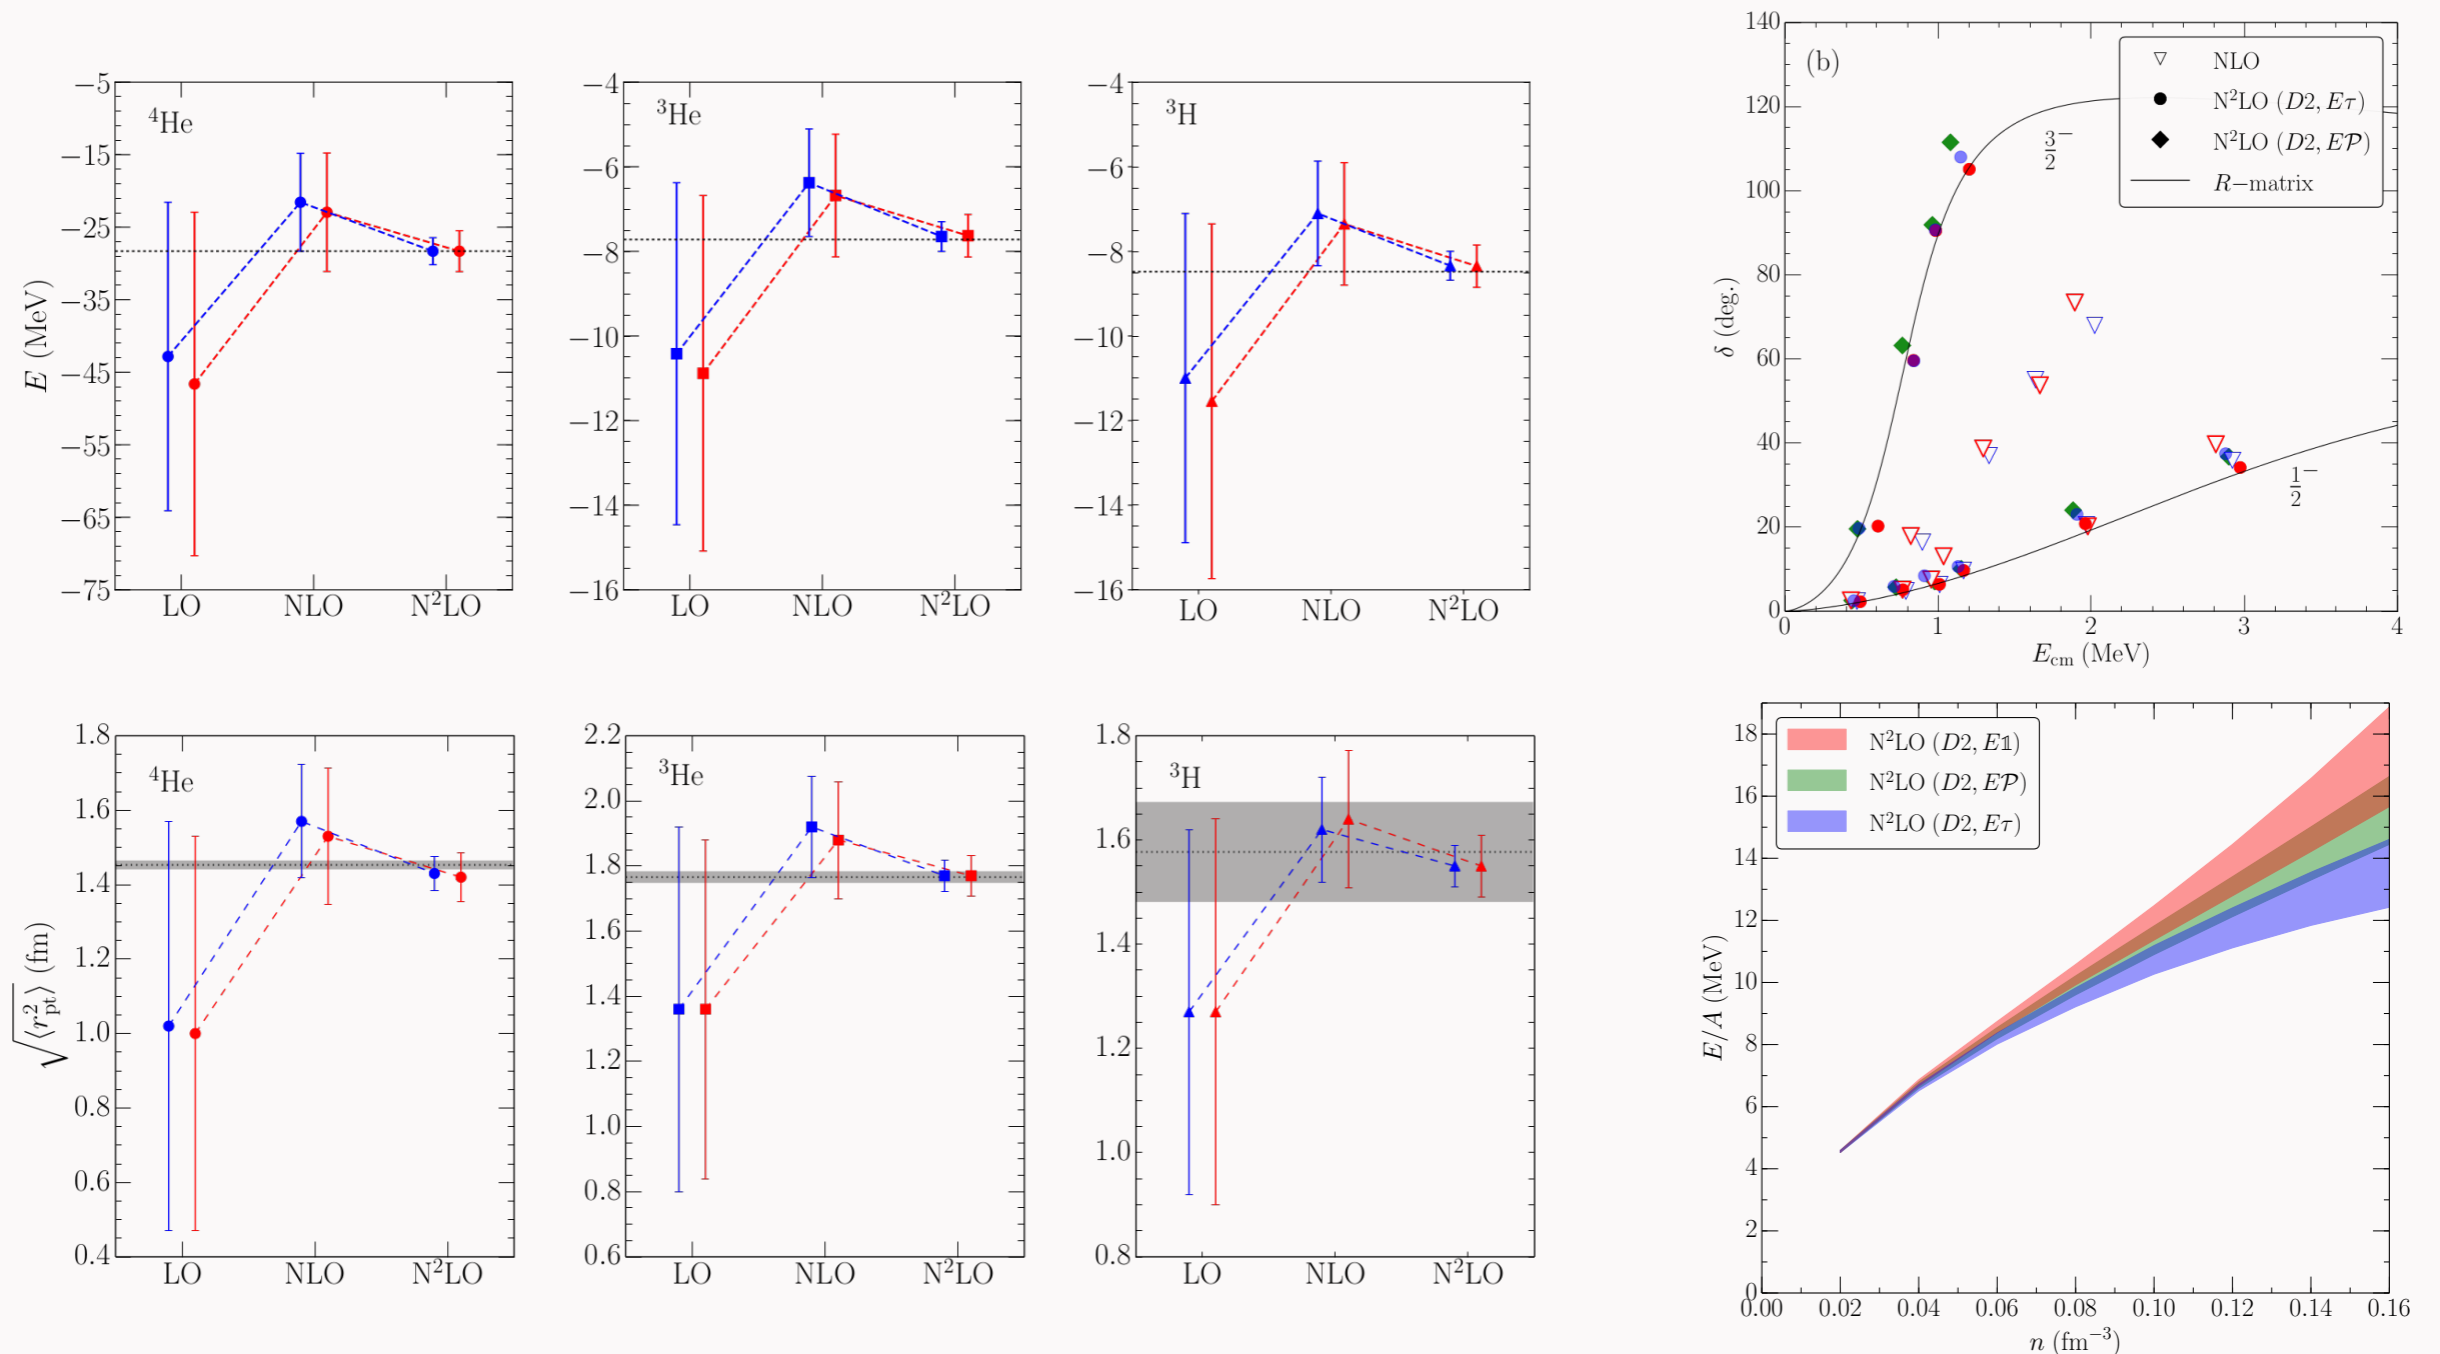 E (MeV)
−5
−15
−25
−35
−45
−55
−65
−75
⁴He
LO
NLO
N²LO
−4
−6
−8
−10
−12
−14
−16
³He
LO
NLO
N²LO
−4
−6
−8
−10
−12
−14
−16
³H
LO
NLO
N²LO
δ (deg.)
140
120
100
80
60
40
20
0
(b)
NLO
N²LO (D2, Eτ)
N²LO (D2, E𝒫)
R−matrix
3/2⁻
1/2⁻
0
1
2
3
4
E_cm (MeV)
√⟨r²_pt⟩ (fm)
1.8
1.6
1.4
1.2
1.0
0.8
0.6
0.4
⁴He
LO
NLO
N²LO
2.2
2.0
1.8
1.6
1.4
1.2
1.0
0.8
0.6
³He
LO
NLO
N²LO
1.8
1.6
1.4
1.2
1.0
0.8
³H
LO
NLO
N²LO
E/A (MeV)
18
16
14
12
10
8
6
4
2
0
N²LO (D2, E𝟙)
N²LO (D2, E𝒫)
N²LO (D2, Eτ)
0.00
0.02
0.04
0.06
0.08
0.10
0.12
0.14
0.16
n (fm⁻³)